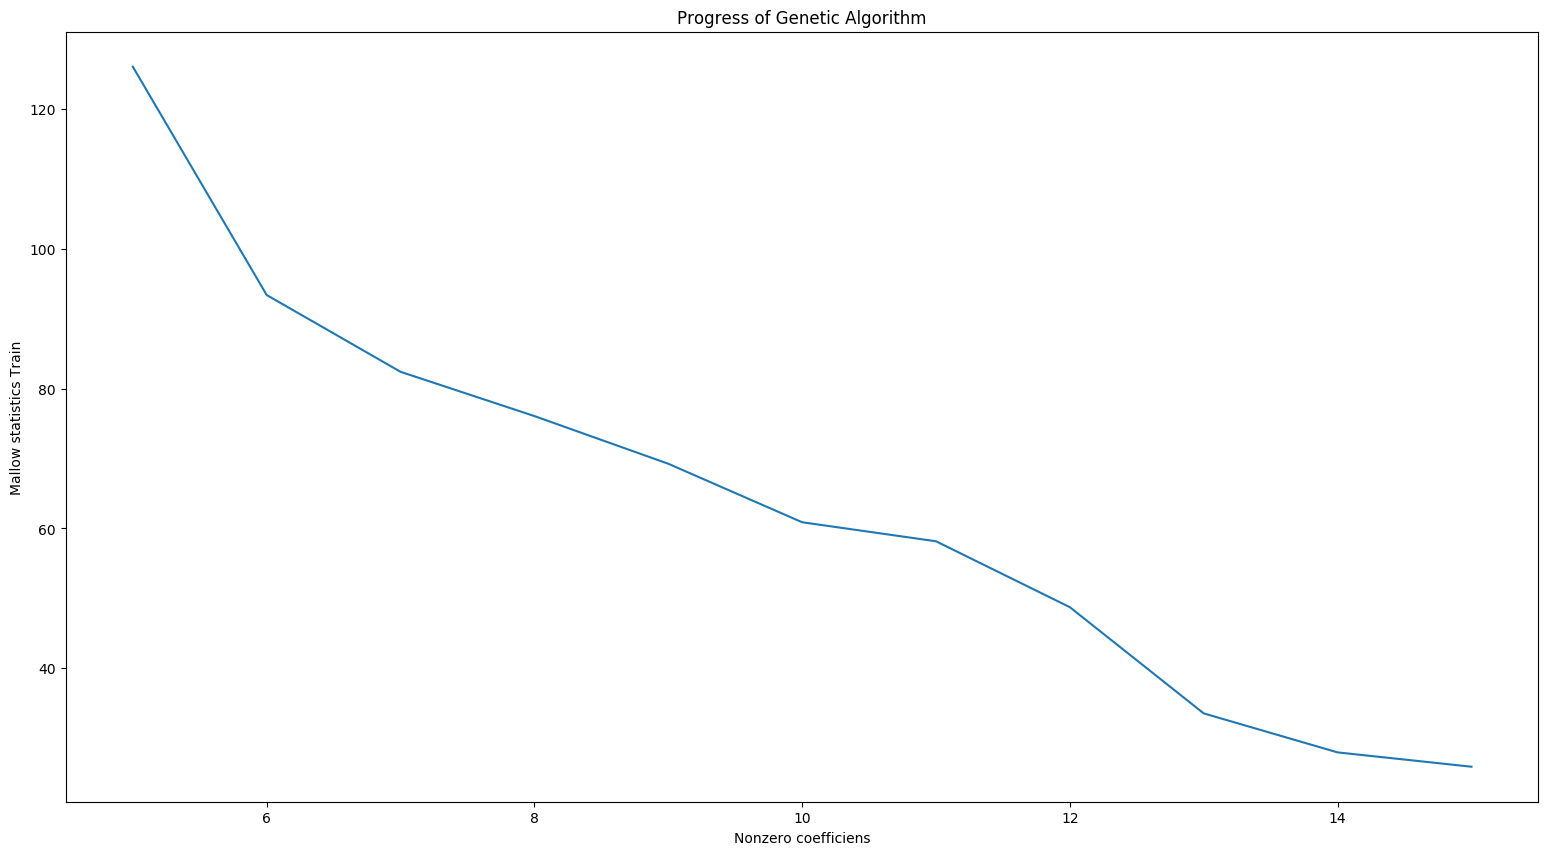 Progress of Genetic Algorithm
120
100
80
60
40
Mallow statistics Train
6 8 10 12 14
Nonzero coefficiens